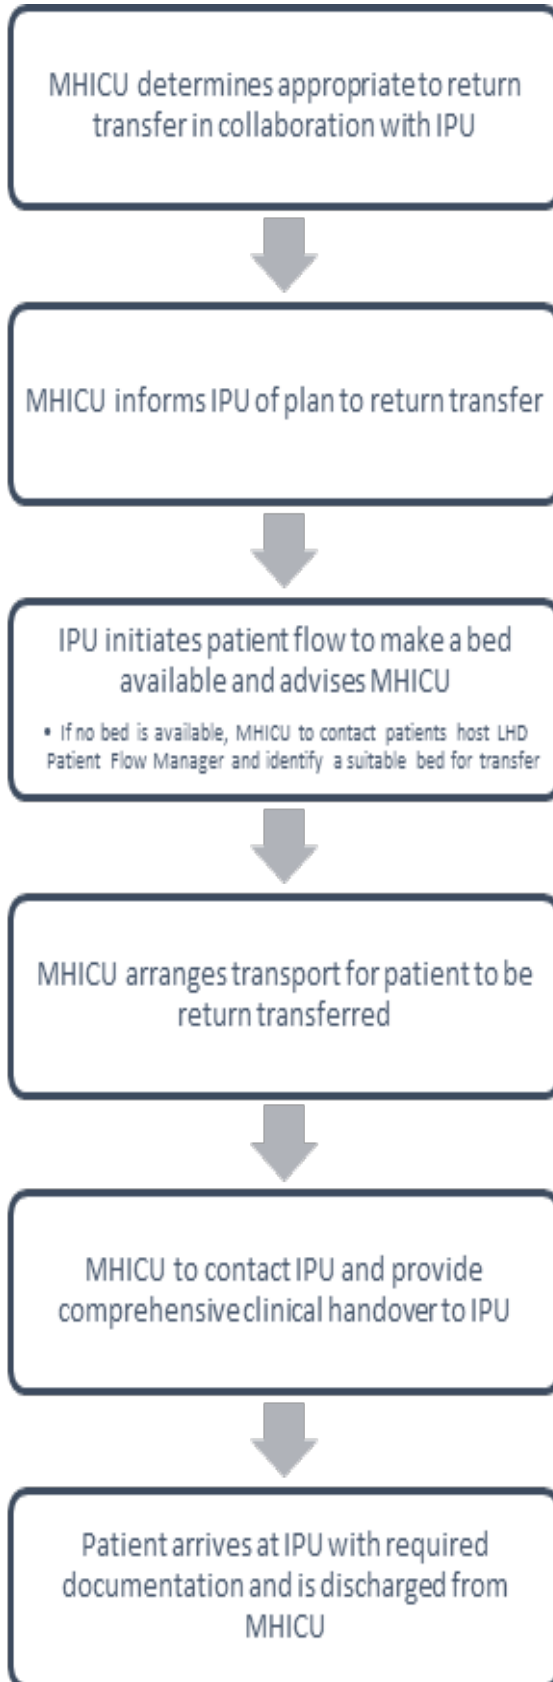 MHICU determines appropriate to return
transfer in collaboration with IPU
MHICU informs IPU of plan to return transfer
IPU initiates patient flow to make a bed
available and advises MHICU
• If no bed is available, MHICU to contact patients host LHD
Patient Flow Manager and identify a suitable bed for transfer
MHICU arranges transport for patient to be
return transferred
MHICU to contact IPU and provide
comprehensive clinical handover to IPU
Patient arrives at IPU with required
documentation and is discharged from
MHICU